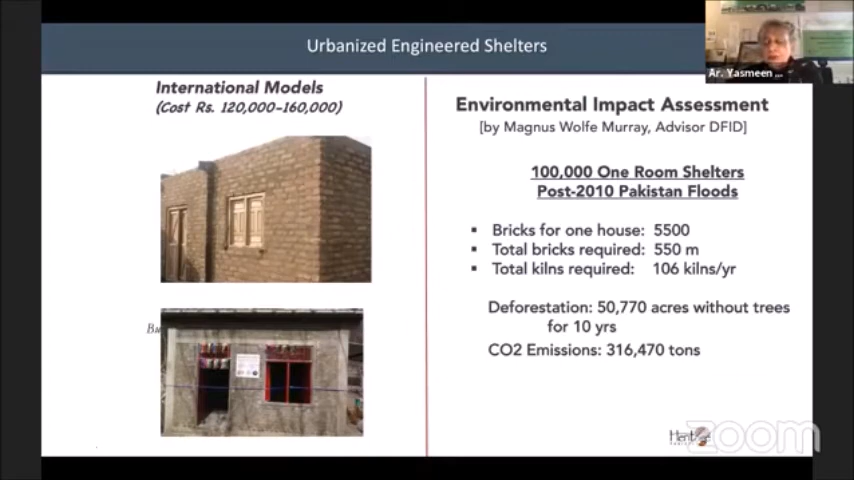 Urbanized Engineered Shelters
Ar. Yasmeen ...
International Models
(Cost Rs. 120,000-160,000)
Environmental Impact Assessment
[by Magnus Wolfe Murray, Advisor DFID]
100,000 One Room Shelters
Post-2010 Pakistan Floods
▪ Bricks for one house: 5500
▪ Total bricks required: 550 m
▪ Total kilns required: 106 kilns/yr
Deforestation: 50,770 acres without trees
for 10 yrs
CO2 Emissions: 316,470 tons
zoom